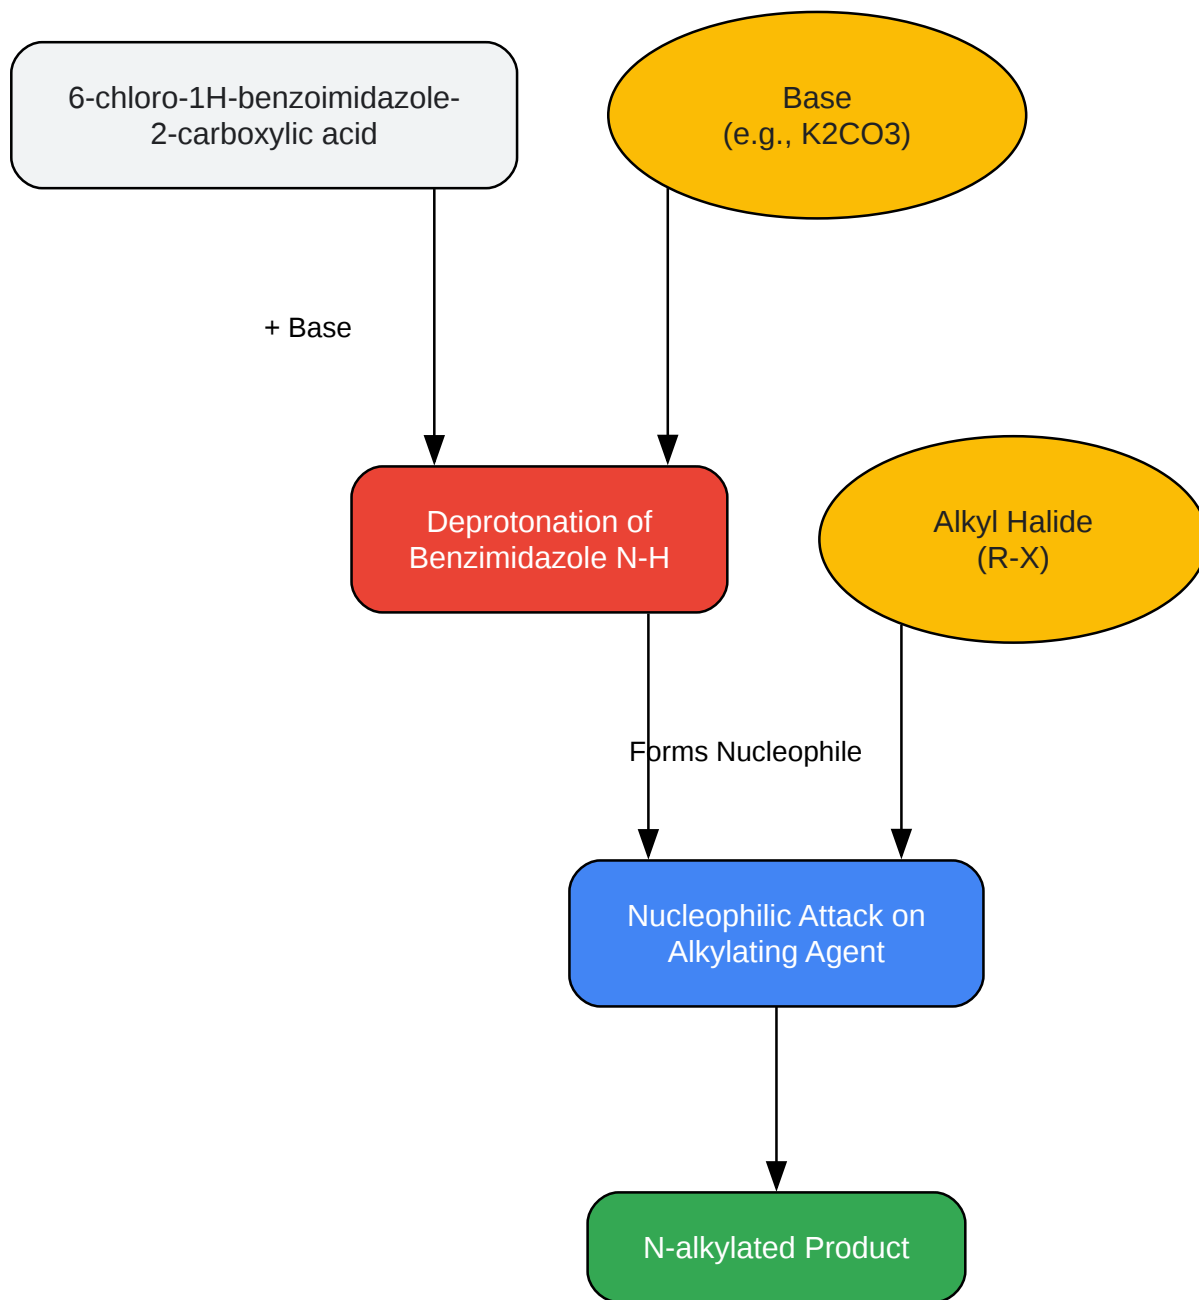 6-chloro-1H-benzoimidazole-
2-carboxylic acid
Base
(e.g., K2CO3)
+ Base
Deprotonation of
Benzimidazole N-H
Alkyl Halide
(R-X)
Forms Nucleophile
Nucleophilic Attack on
Alkylating Agent
N-alkylated Product